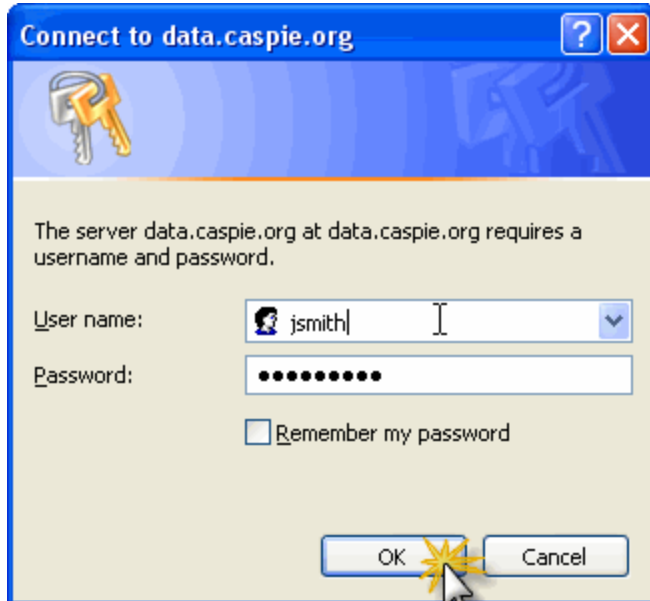 Connect to data.caspie.org
The server data.caspie.org at data.caspie.org requires a
username and password.
User name:
jsmith
Password:
●●●●●●●●●
Remember my password
OK
Cancel